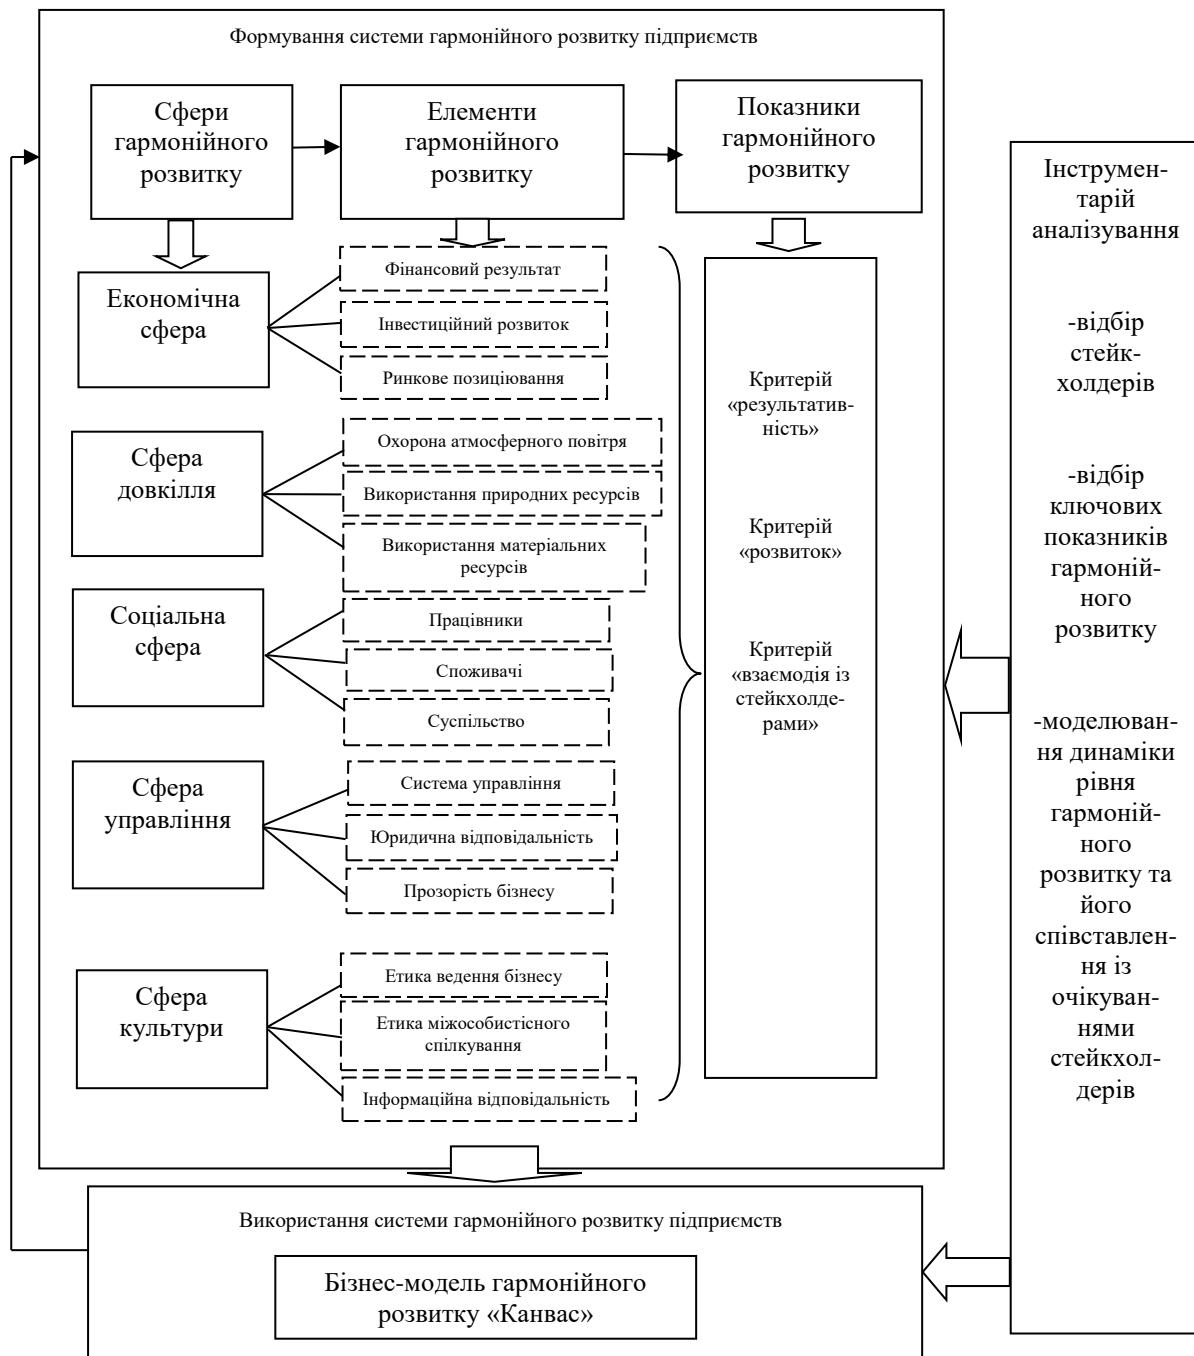 Формування системи гармонійного розвитку підприємств
Сфери
гармонійного
розвитку
Елементи
гармонійного
розвитку
Показники
гармонійного
розвитку
Економічна
сфера
Фінансовий результат
Інвестиційний розвиток
Ринкове позиціювання
Сфера
довкілля
Охорона атмосферного повітря
Використання природних ресурсів
Використання матеріальних
ресурсів
Соціальна
сфера
Працівники
Споживачі
Суспільство
Сфера
управління
Система управління
Юридична відповідальність
Прозорість бізнесу
Сфера
культури
Етика ведення бізнесу
Етика міжособистісного
спілкування
Інформаційна відповідальність
Критерій
«результатив-
ність»
Критерій
«розвиток»
Критерій
«взаємодія із
стейкхолде-
рами»
Інструмен-
тарій
аналізування
-відбір
стейк-
холдерів
-відбір
ключових
показників
гармоній-
ного
розвитку
-моделюван-
ня динаміки
рівня
гармоній-
ного
розвитку та
його
співставлен-
ня із
очікуван-
нями
стейкхол-
дерів
Використання системи гармонійного розвитку підприємств
Бізнес-модель гармонійного
розвитку «Канвас»